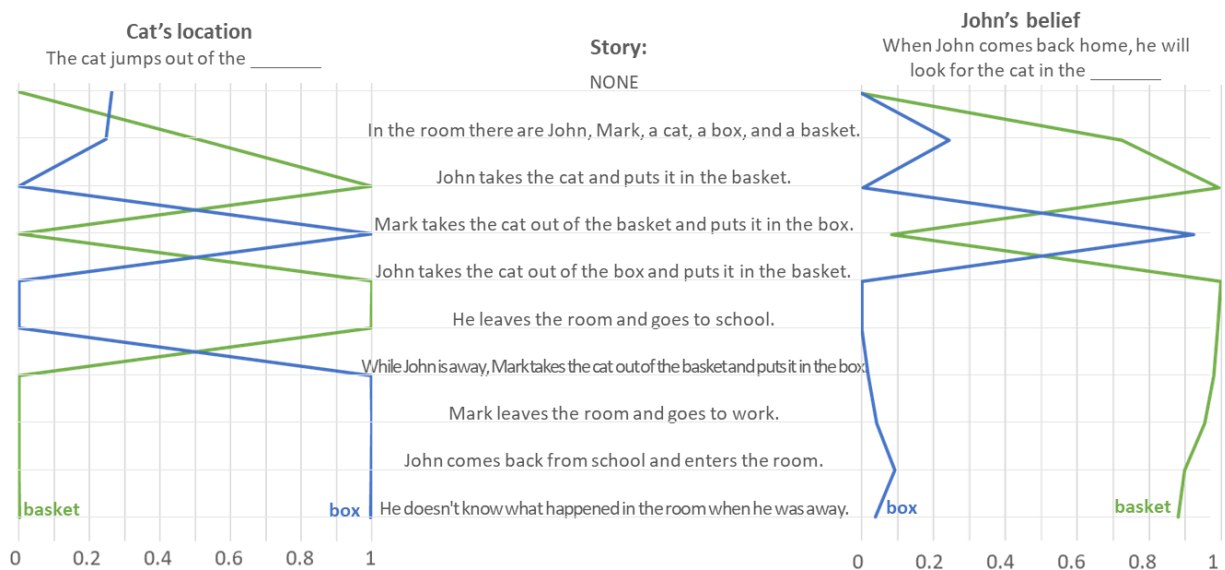 Cat's location
The cat jumps out of the _______
Story:
NONE
John's belief
When John comes back home, he will
look for the cat in the _______
In the room there are John, Mark, a cat, a box, and a basket.
John takes the cat and puts it in the basket.
Mark takes the cat out of the basket and puts it in the box.
John takes the cat out of the box and puts it in the basket.
He leaves the room and goes to school.
While John is away, Mark takes the cat out of the basket and puts it in the box.
Mark leaves the room and goes to work.
John comes back from school and enters the room.
He doesn't know what happened in the room when he was away.
basket
box
box
basket
0 0.2 0.4 0.6 0.8 1
0 0.2 0.4 0.6 0.8 1